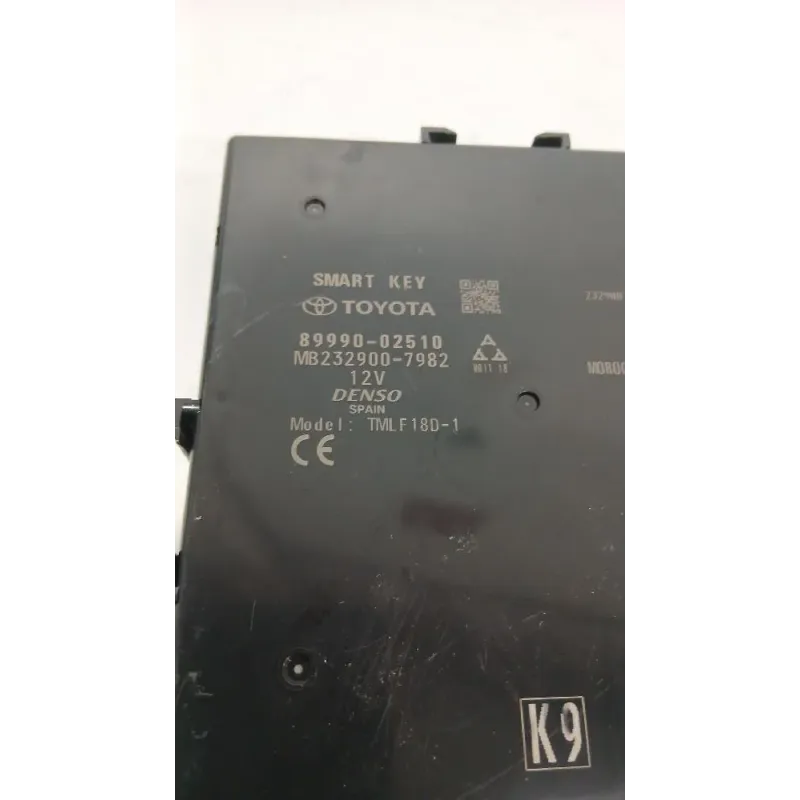 SMART KEY
TOYOTA
89990-02510
MB232900-7982
12V
DENSO
SPAIN
Model: TMLF18D-1
CE
K9